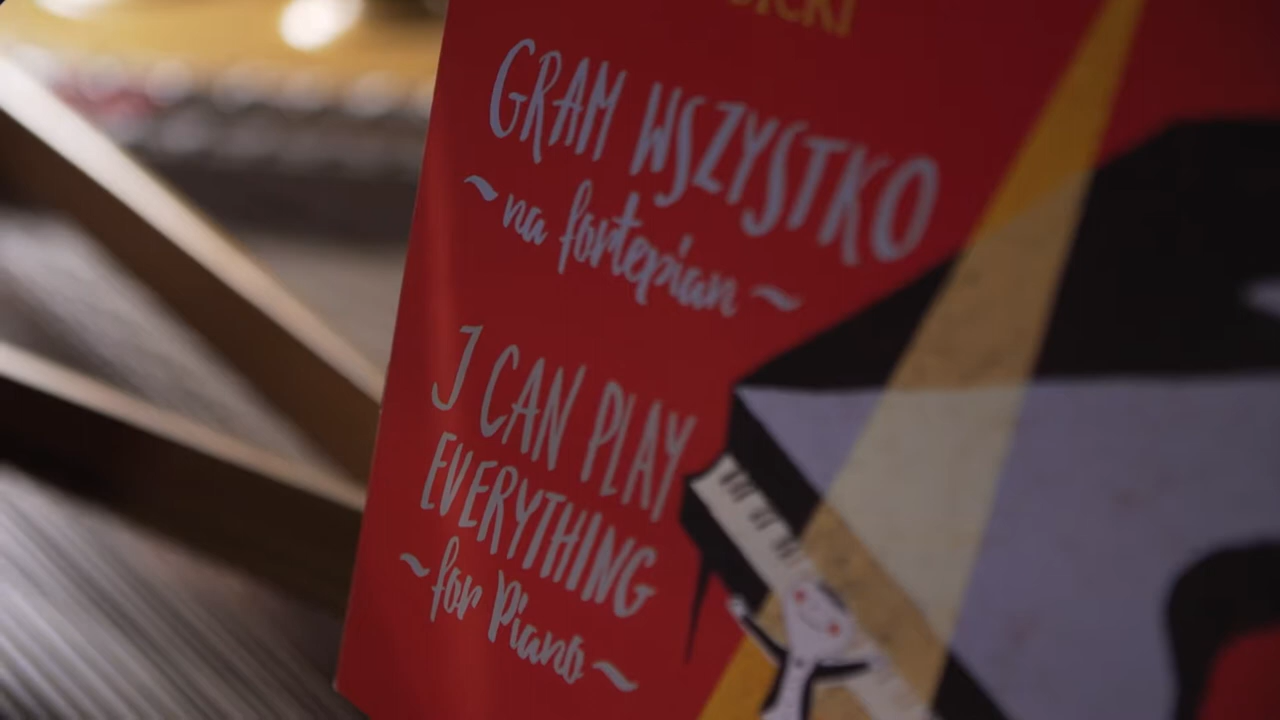 GRAM WSZYSTKO
~ na fortepian ~
I CAN PLAY
EVERYTHING
~ for Piano ~